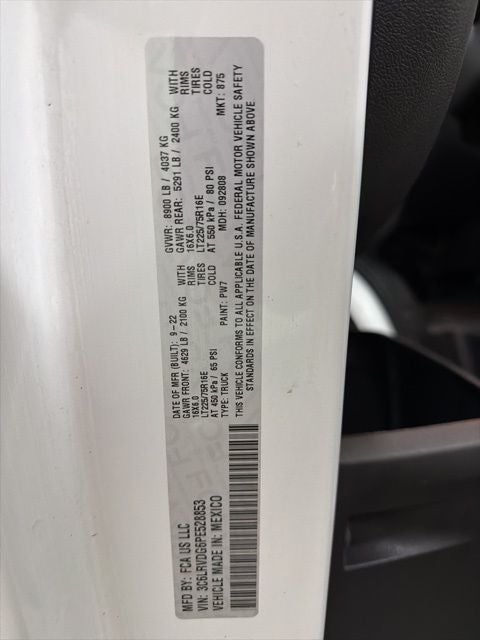 MFD BY: FCA US LLC
DATE OF MFR (BUILT): 9-22
GVWR: 8900 LB / 4037 KG
GAWR FRONT: 4629 LB / 2100 KG WITH
16X6.0 RIMS
LT225/75R16E TIRES
AT 450 kPa / 65 PSI COLD
GAWR REAR: 5291 LB / 2400 KG WITH
16X6.0 RIMS
LT225/75R16E TIRES
AT 550 kPa / 80 PSI COLD
TYPE: TRUCK PAINT: PW7 MDH: 092808 MKT: 875
THIS VEHICLE CONFORMS TO ALL APPLICABLE U.S.A. FEDERAL MOTOR VEHICLE SAFETY
STANDARDS IN EFFECT ON THE DATE OF MANUFACTURE SHOWN ABOVE.
VIN: 3C6LRVDG6PE528853
VEHICLE MADE IN: MEXICO